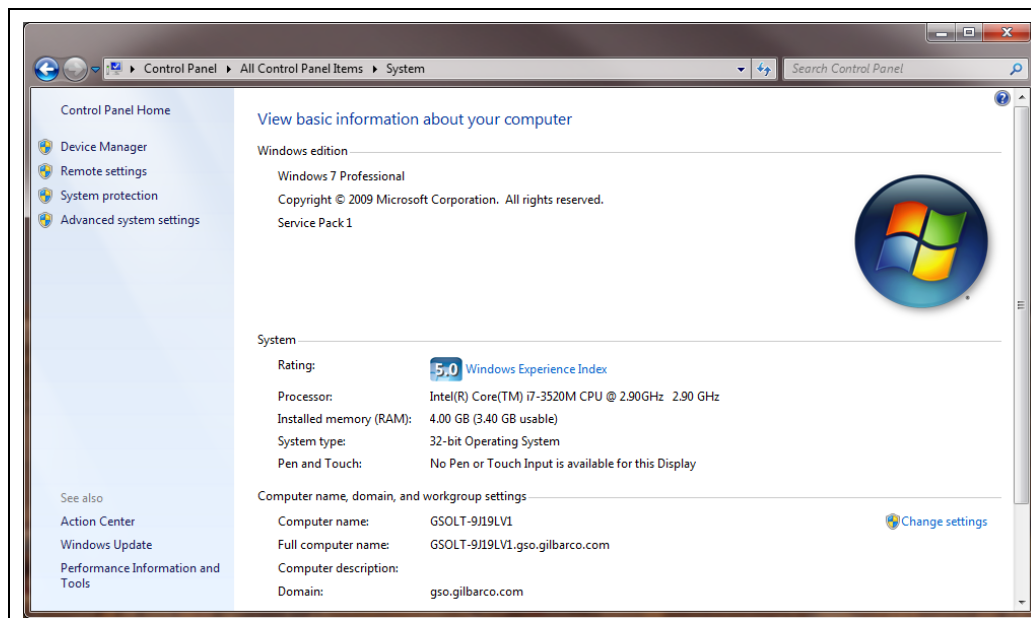 Control Panel ▸ All Control Panel Items ▸ System
Search Control Panel
Control Panel Home
Device Manager
Remote settings
System protection
Advanced system settings
See also
Action Center
Windows Update
Performance Information and
Tools
View basic information about your computer
Windows edition
Windows 7 Professional
Copyright © 2009 Microsoft Corporation. All rights reserved.
Service Pack 1
System
Rating: 5.0 Windows Experience Index
Processor: Intel(R) Core(TM) i7-3520M CPU @ 2.90GHz 2.90 GHz
Installed memory (RAM): 4.00 GB (3.40 GB usable)
System type: 32-bit Operating System
Pen and Touch: No Pen or Touch Input is available for this Display
Computer name, domain, and workgroup settings
Computer name: GSOLT-9J19LV1 Change settings
Full computer name: GSOLT-9J19LV1.gso.gilbarco.com
Computer description:
Domain: gso.gilbarco.com